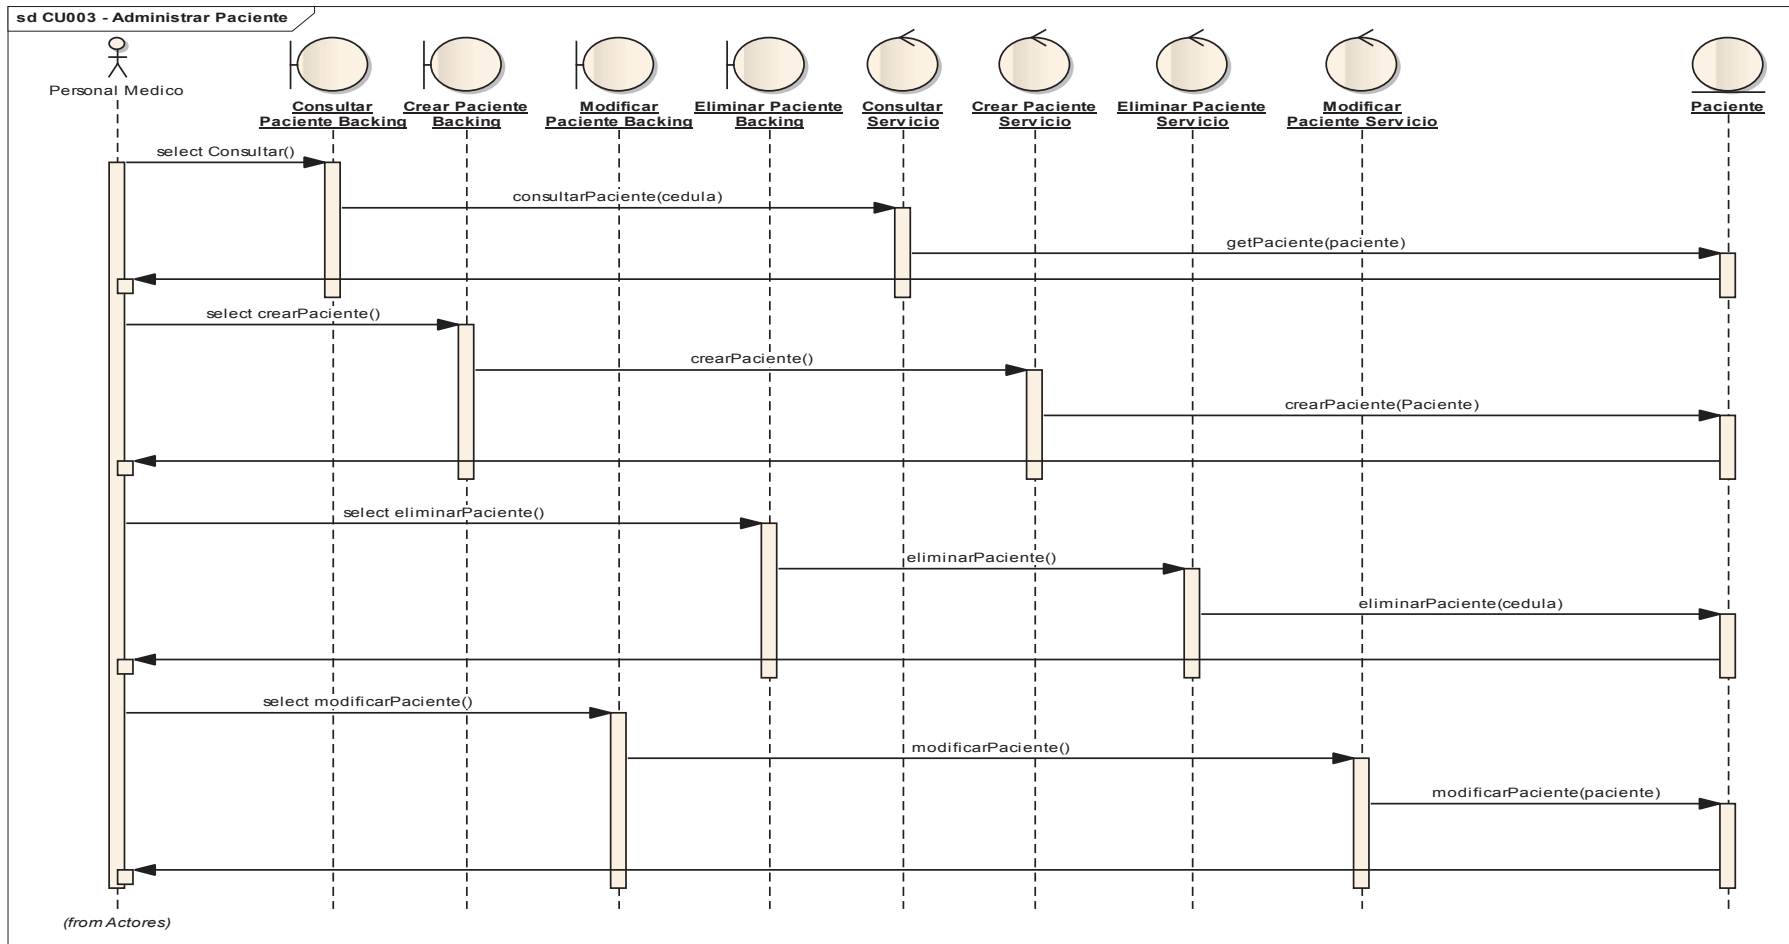 sd CU003 - Administrar Paciente
Personal Medico
Consultar
Paciente Backing
Crear Paciente
Backing
Modificar
Paciente Backing
Eliminar Paciente
Backing
Consultar
Servicio
Crear Paciente
Servicio
Eliminar Paciente
Servicio
Modificar
Paciente Servicio
Paciente
select Consultar()
consultarPaciente(cedula)
getPaciente(paciente)
select crearPaciente()
crearPaciente()
crearPaciente(Paciente)
select eliminarPaciente()
eliminarPaciente()
eliminarPaciente(cedula)
select modificarPaciente()
modificarPaciente()
modificarPaciente(paciente)
(from Actores)